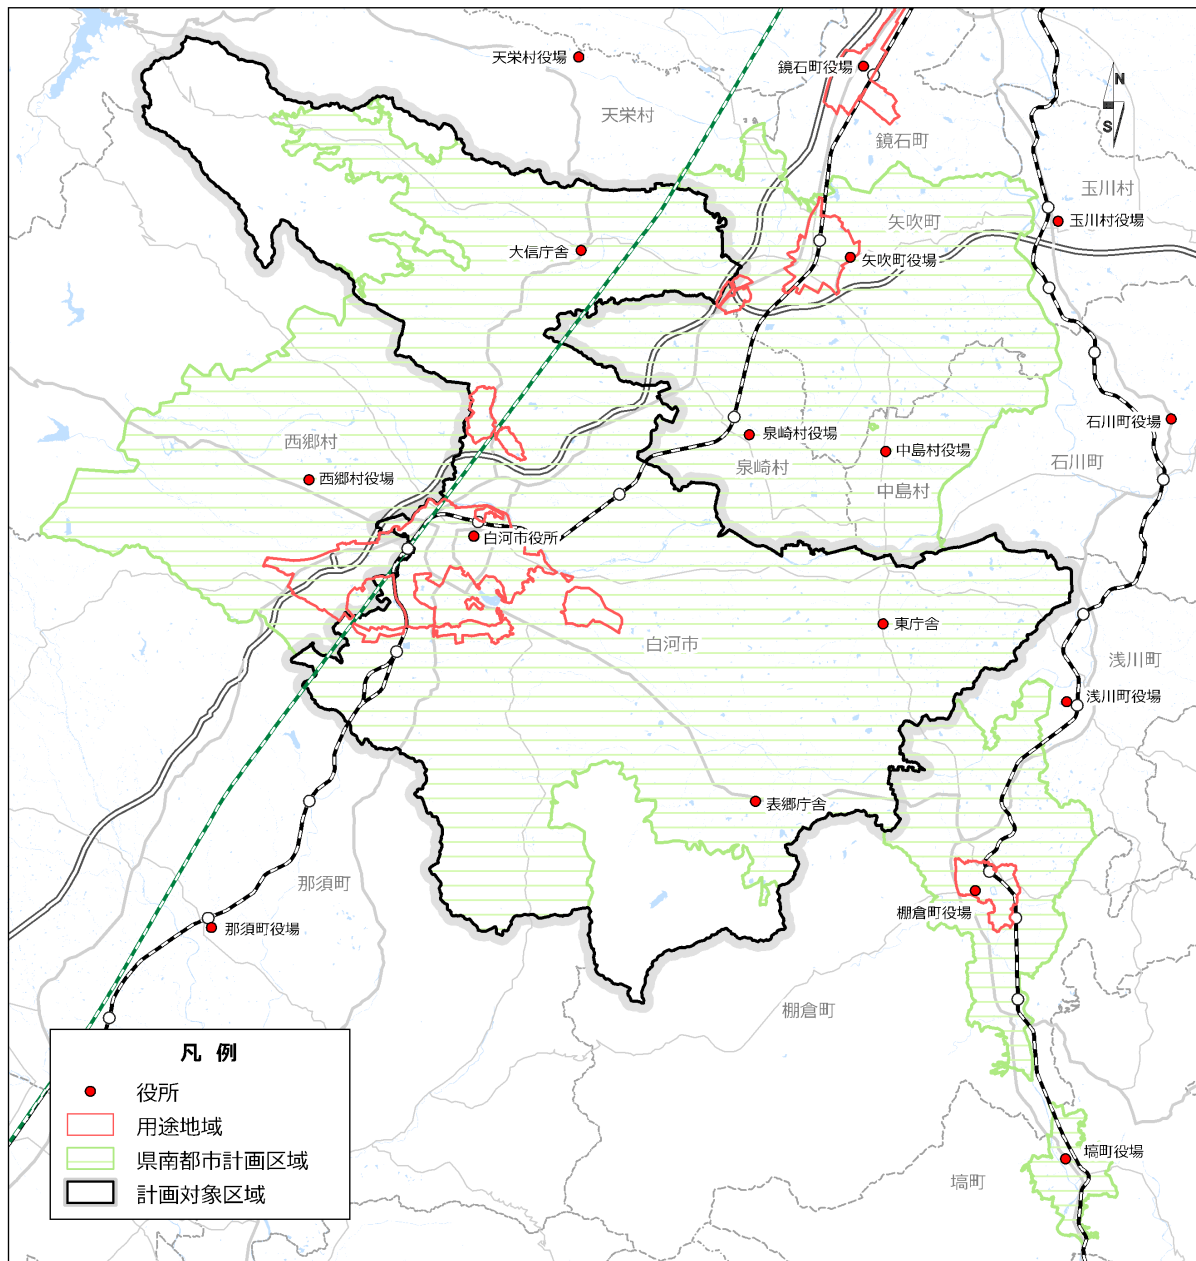 天栄村役場
鏡石町役場
N
S
天栄村
鏡石町
玉川村
玉川村役場
矢吹町
大信庁舎
矢吹町役場
石川町役場
西郷村
泉崎村役場
中島村役場
石川町
泉崎村
西郷村役場
中島村
白河市役所
東庁舎
白河市
浅川町
浅川町役場
表郷庁舎
那須町
棚倉町役場
那須町役場
棚倉町
凡 例
役所
用途地域
県南都市計画区域
計画対象区域
塙町役場
塙町